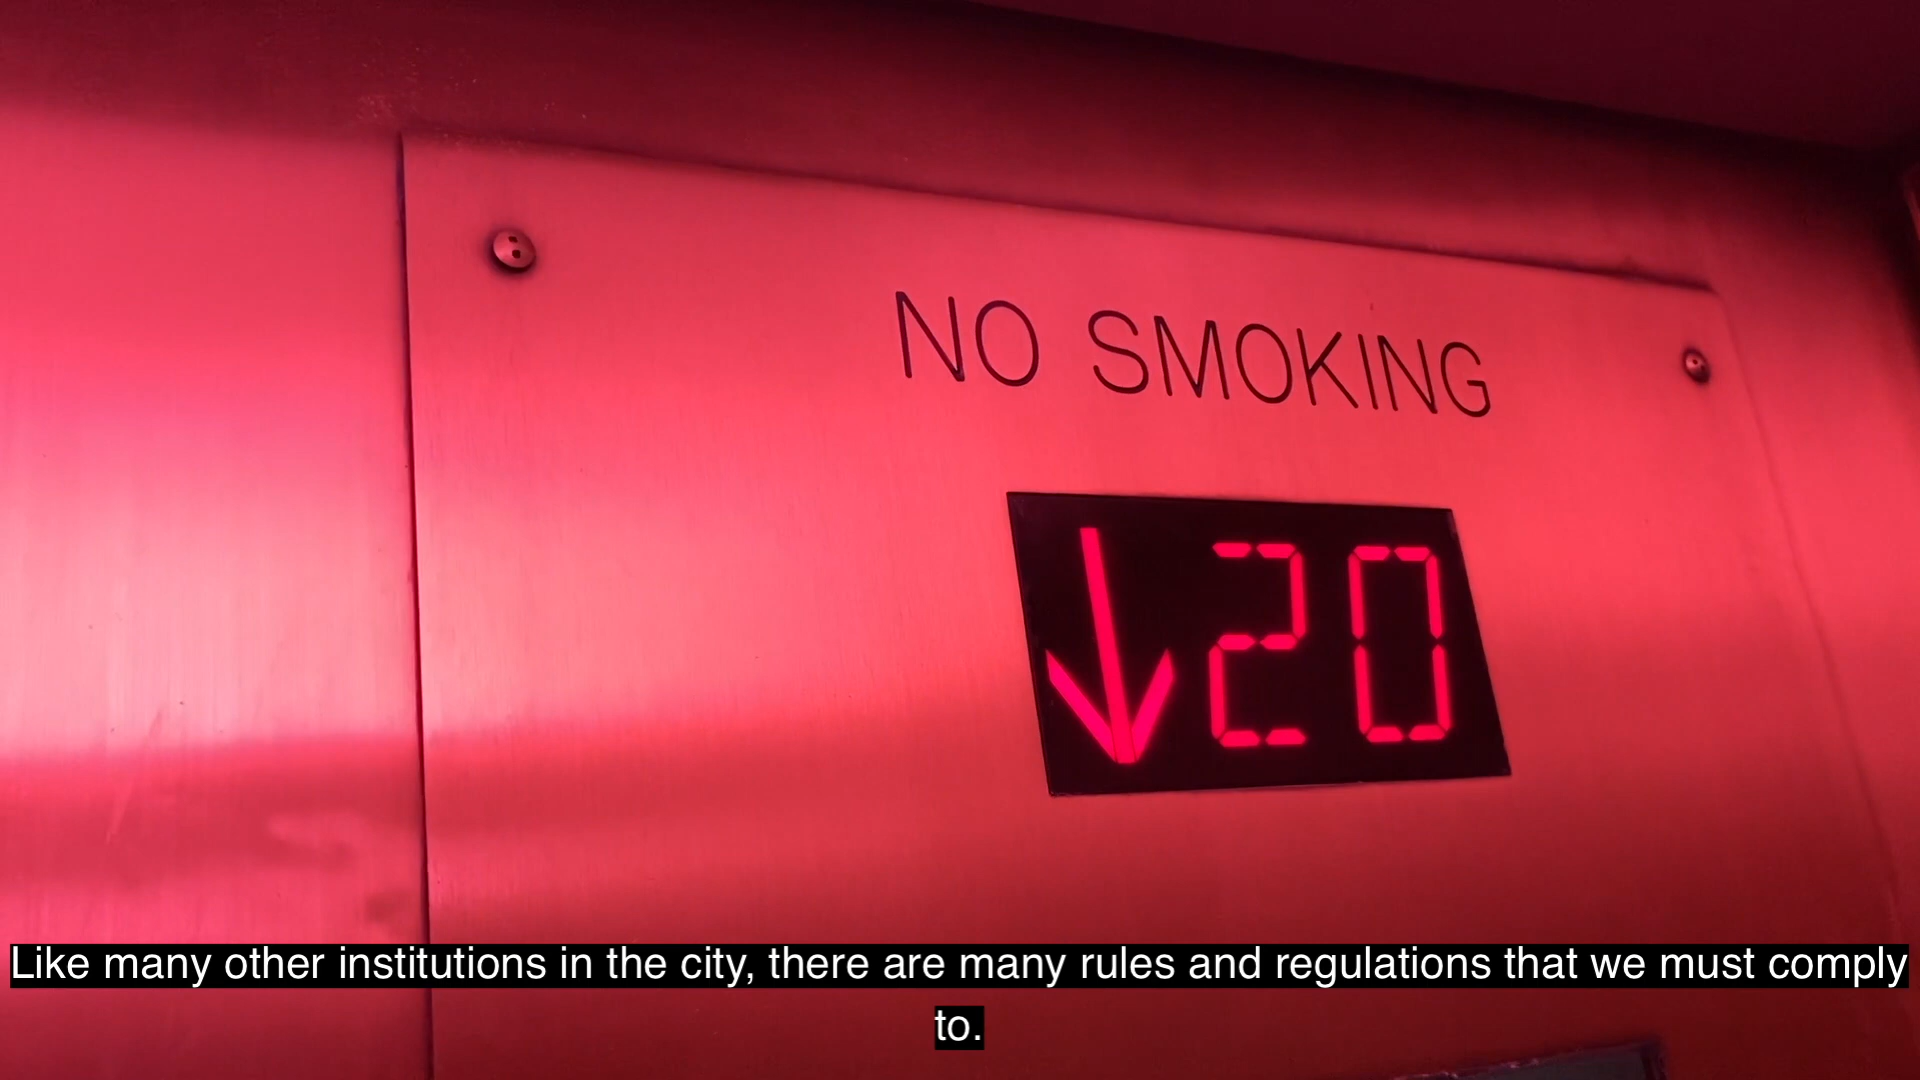 NO SMOKING
↓20
Like many other institutions in the city, there are many rules and regulations that we must comply
to.